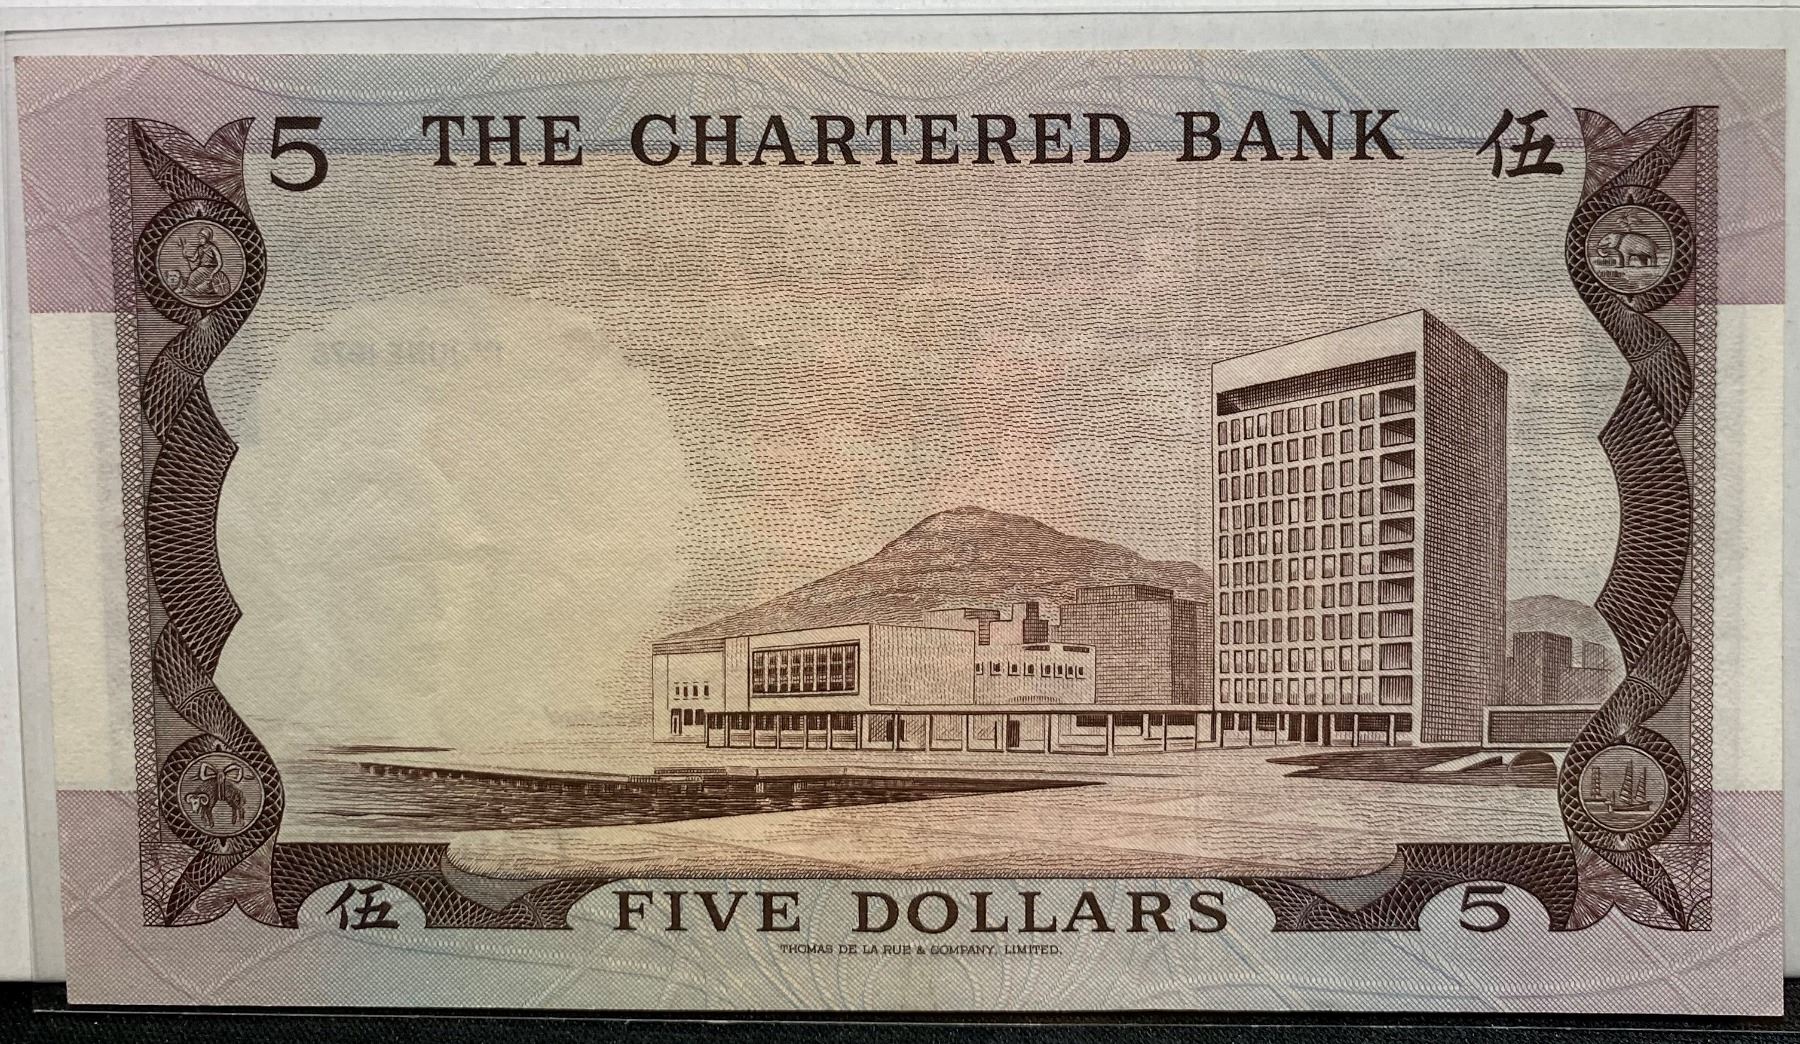 5 THE CHARTERED BANK 伍
伍 FIVE DOLLARS 5
THOMAS DE LA RUE & COMPANY, LIMITED.